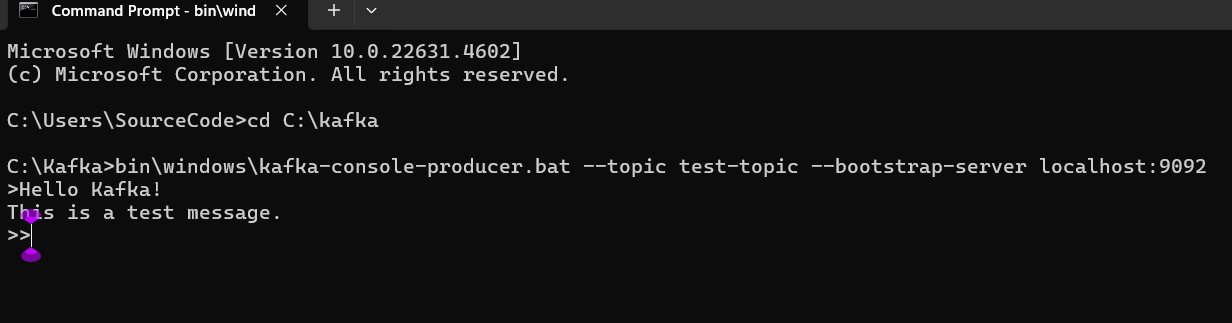 Command Prompt - bin\wind
Microsoft Windows [Version 10.0.22631.4602]
(c) Microsoft Corporation. All rights reserved.
C:\Users\SourceCode>cd C:\kafka
C:\Kafka>bin\windows\kafka-console-producer.bat --topic test-topic --bootstrap-server localhost:9092
>Hello Kafka!
This is a test message.
>>